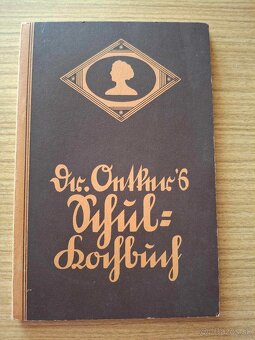 Dr. Oetker's
Schul=
Kochbuch